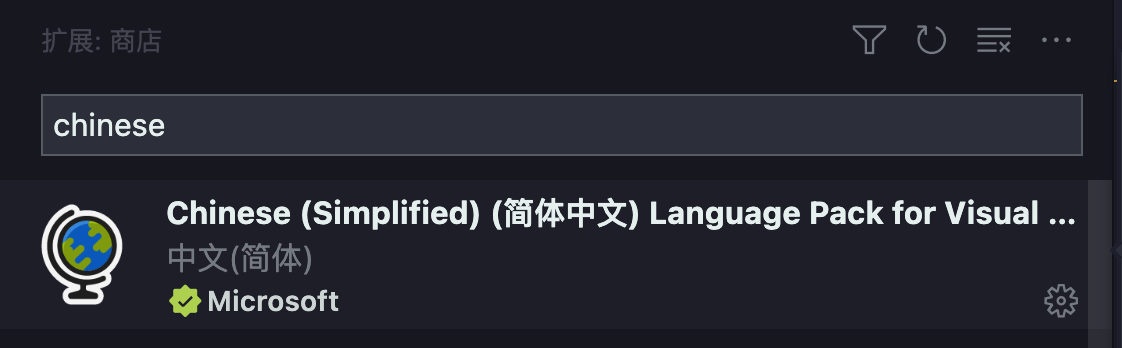 扩展: 商店
chinese
Chinese (Simplified) (简体中文) Language Pack for Visual ...
中文(简体)
Microsoft